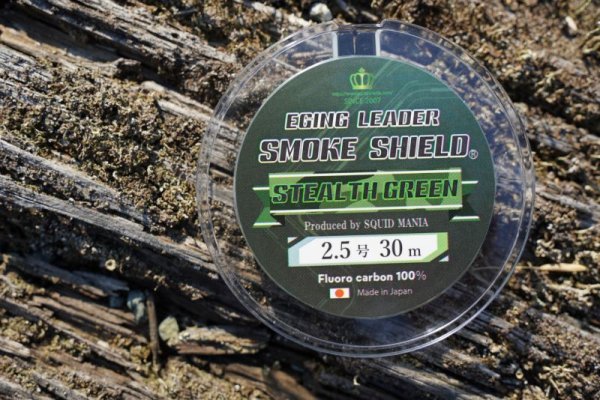 SINCE 2007
EGING LEADER
SMOKE SHIELD®
STEALTH GREEN
Produced by SQUID MANIA
2.5号 30m
Fluoro carbon 100%
Made in Japan